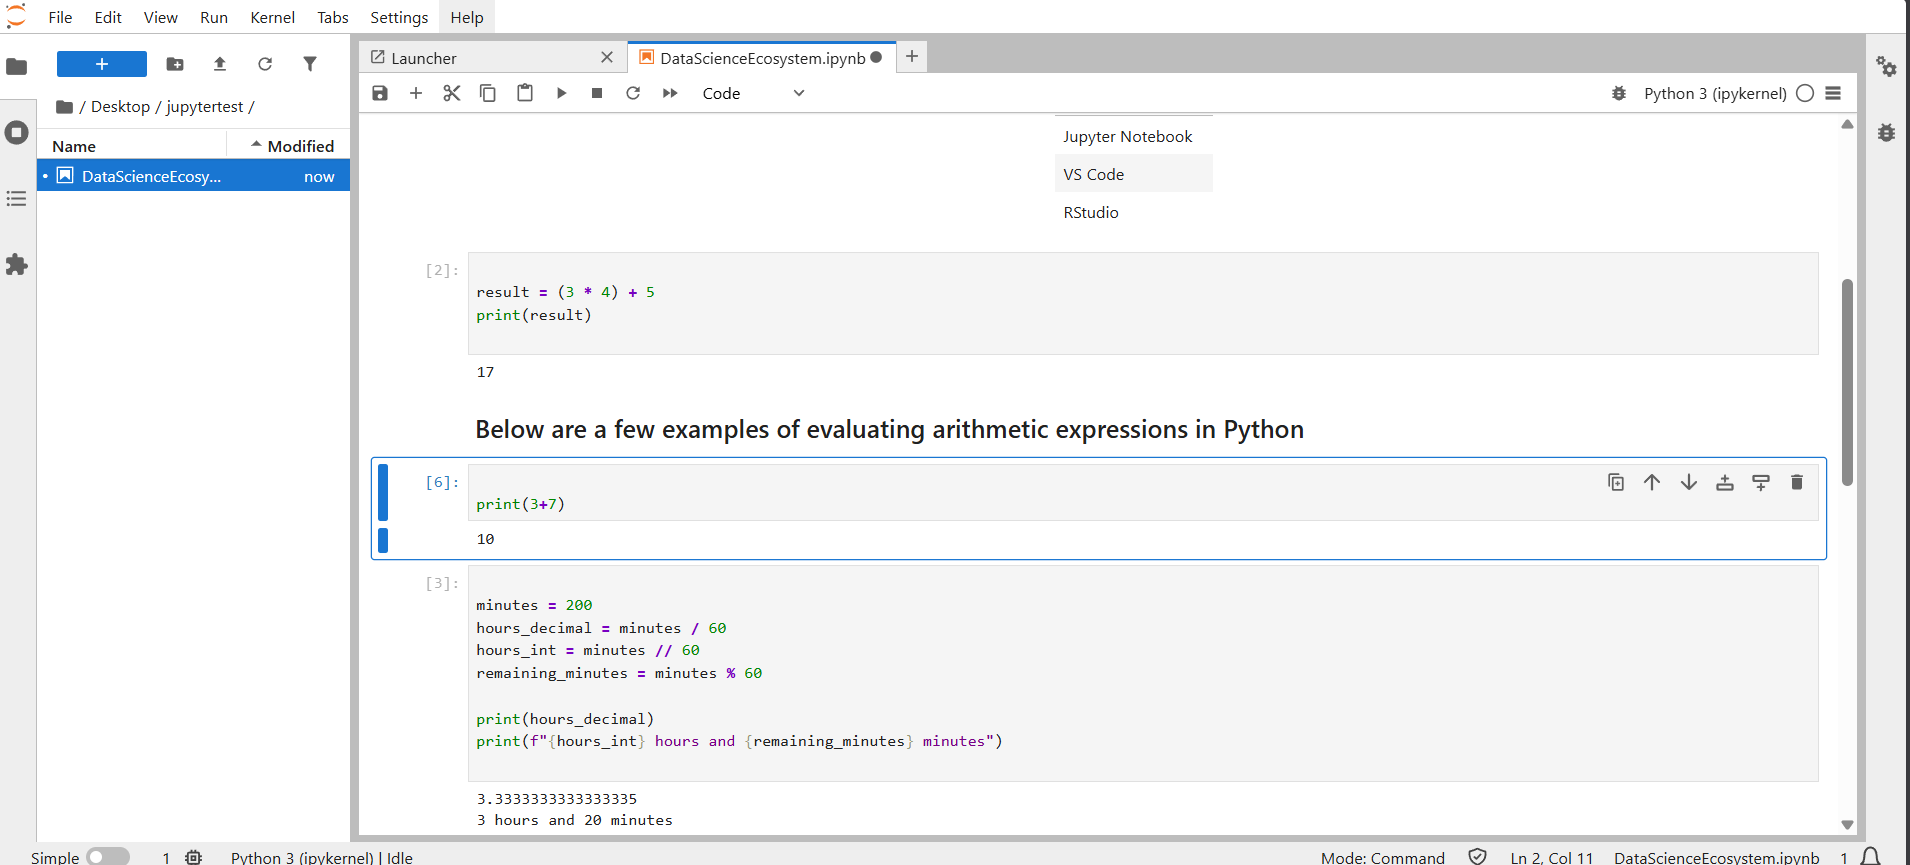 File Edit View Run Kernel Tabs Settings Help
/ Desktop / jupytertest /
Name Modified
DataScienceEcosy... now
Launcher
DataScienceEcosystem.ipynb
Code
Python 3 (ipykernel)
Jupyter Notebook
VS Code
RStudio
[2]:
result = (3 * 4) + 5
print(result)
17
Below are a few examples of evaluating arithmetic expressions in Python
[6]:
print(3+7)
10
[3]:
minutes = 200
hours_decimal = minutes / 60
hours_int = minutes // 60
remaining_minutes = minutes % 60
print(hours_decimal)
print(f"{hours_int} hours and {remaining_minutes} minutes")
3.3333333333333335
3 hours and 20 minutes
Simple 1 Python 3 (ipykernel) | Idle Mode: Command Ln 2, Col 11 DataScienceEcosystem.ipynb 1